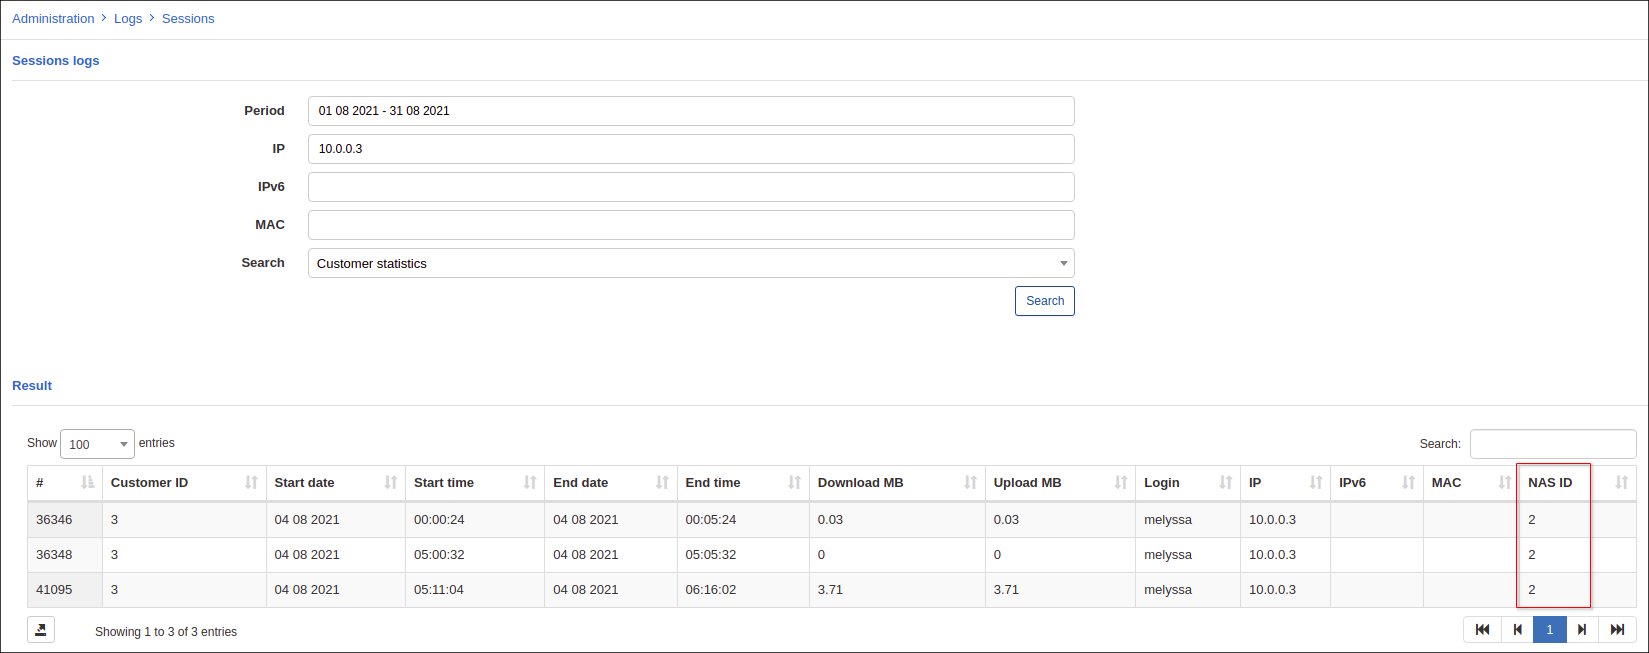 Administration > Logs > Sessions
Sessions logs
Period 01 08 2021 - 31 08 2021
IP 10.0.0.3
IPv6
MAC
Search Customer statistics
Search
Result
Show 100 entries Search:
# Customer ID Start date Start time End date End time Download MB Upload MB Login IP IPv6 MAC NAS ID
36346 3 04 08 2021 00:00:24 04 08 2021 00:05:24 0.03 0.03 melyssa 10.0.0.3 2
36348 3 04 08 2021 05:00:32 04 08 2021 05:05:32 0 0 melyssa 10.0.0.3 2
41095 3 04 08 2021 05:11:04 04 08 2021 06:16:02 3.71 3.71 melyssa 10.0.0.3 2
Showing 1 to 3 of 3 entries 1